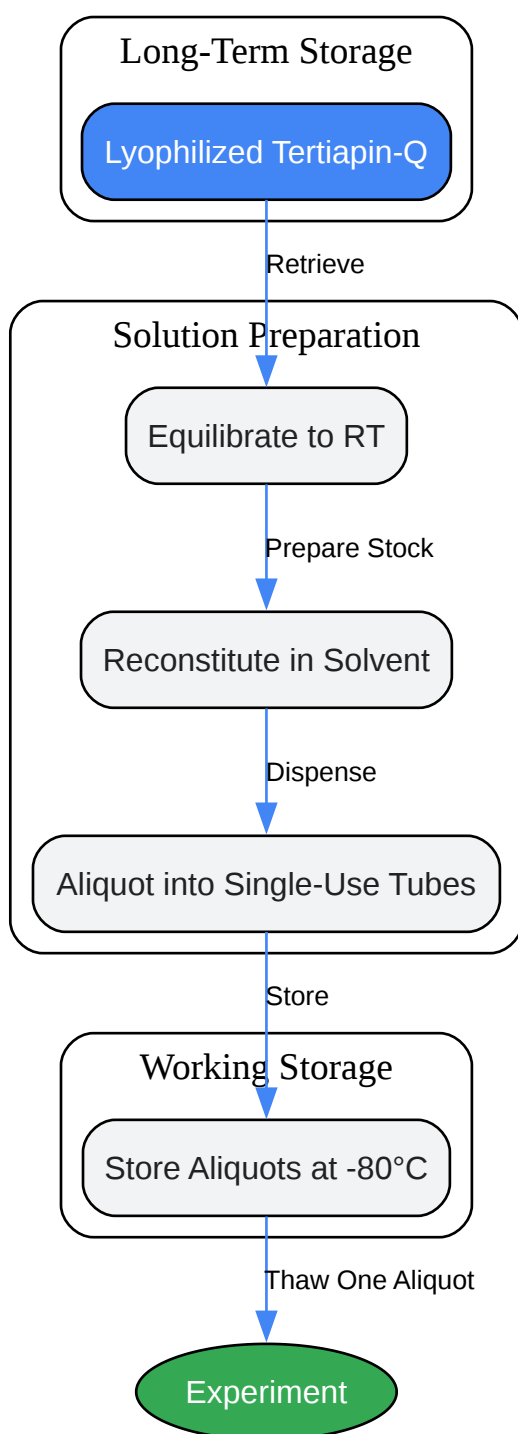 Long-Term Storage
Lyophilized Tertiapin-Q
Retrieve
Solution Preparation
Equilibrate to RT
Prepare Stock
Reconstitute in Solvent
Dispense
Aliquot into Single-Use Tubes
Store
Working Storage
Store Aliquots at -80°C
Thaw One Aliquot
Experiment